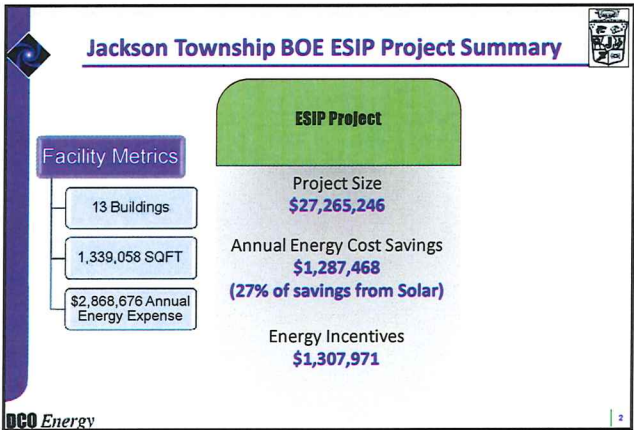 Jackson Township BOE ESIP Project Summary
Facility Metrics
13 Buildings
1,339,058 SQFT
$2,868,676 Annual
Energy Expense
ESIP Project
Project Size
$27,265,246
Annual Energy Cost Savings
$1,287,468
(27% of savings from Solar)
Energy Incentives
$1,307,971
DCO Energy
2